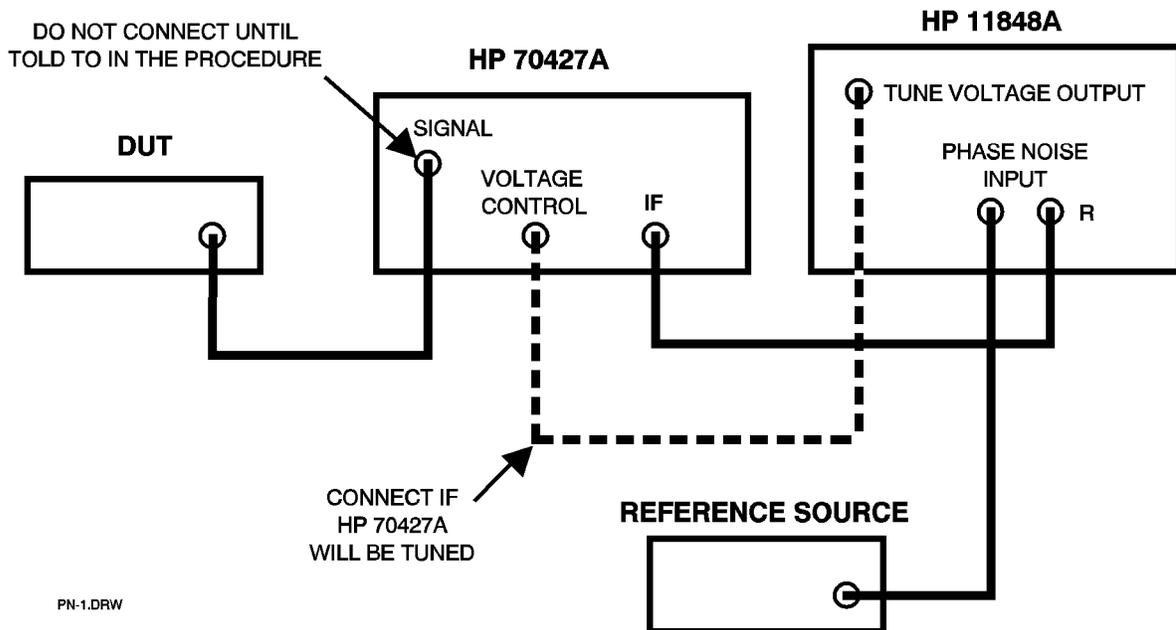 DO NOT CONNECT UNTIL
TOLD TO IN THE PROCEDURE
HP 70427A
HP 11848A
DUT
SIGNAL
VOLTAGE
CONTROL
IF
TUNE VOLTAGE OUTPUT
PHASE NOISE
INPUT
R
CONNECT IF
HP 70427A
WILL BE TUNED
REFERENCE SOURCE
PN-1.DRW